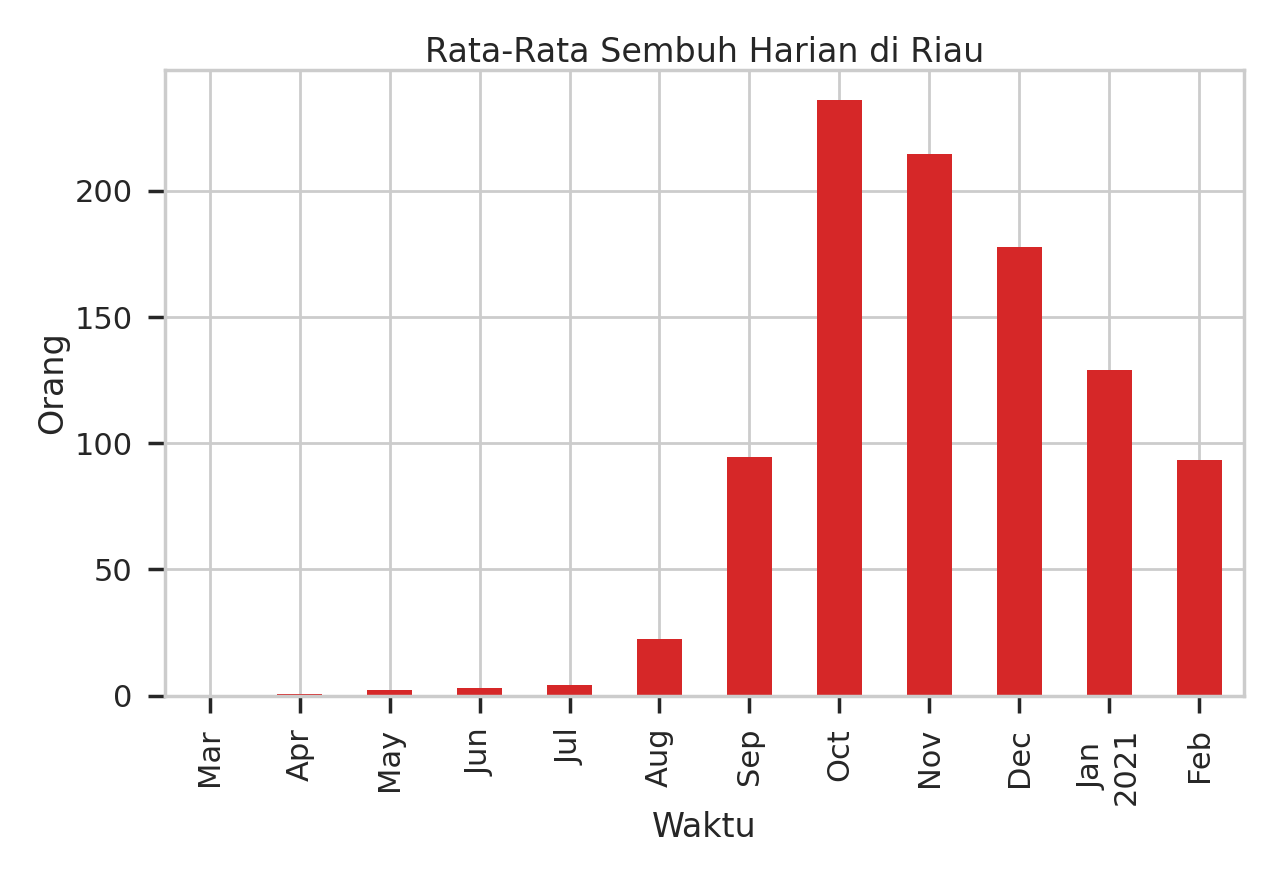 Rata-Rata Sembuh Harian di Riau
Orang
200
150
100
50
0
Mar
Apr
May
Jun
Jul
Aug
Sep
Oct
Nov
Dec
Jan
2021
Feb
Waktu